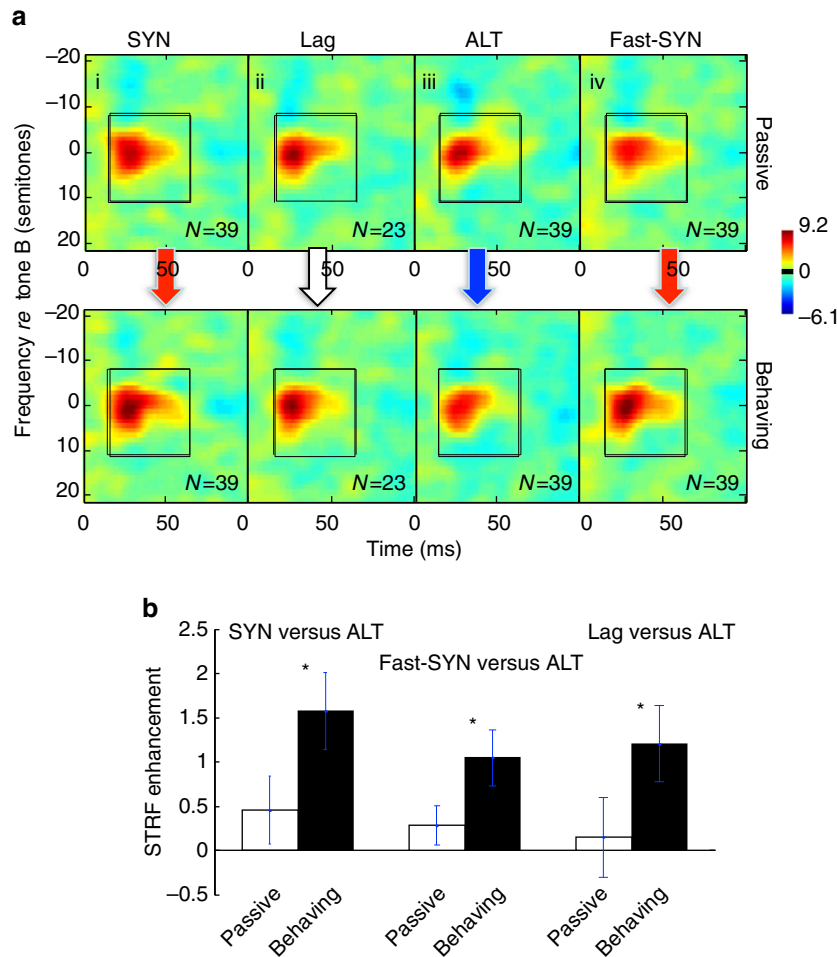 a
SYN Lag ALT Fast-SYN
Frequency re tone B (semitones)
–20
–10
0
10
20
i ii iii iv
N=39 N=23 N=39 N=39
Passive
0 50 0 50 0 50 0 50
9.2
0
–6.1
–20
–10
0
10
20
N=39 N=23 N=39 N=39
Behaving
0 50 0 50 0 50 0 50
Time (ms)
b
STRF enhancement
2.5
2
1.5
1
0.5
0
–0.5
SYN versus ALT
Fast-SYN versus ALT
Lag versus ALT
* * *
Passive Behaving Passive Behaving Passive Behaving